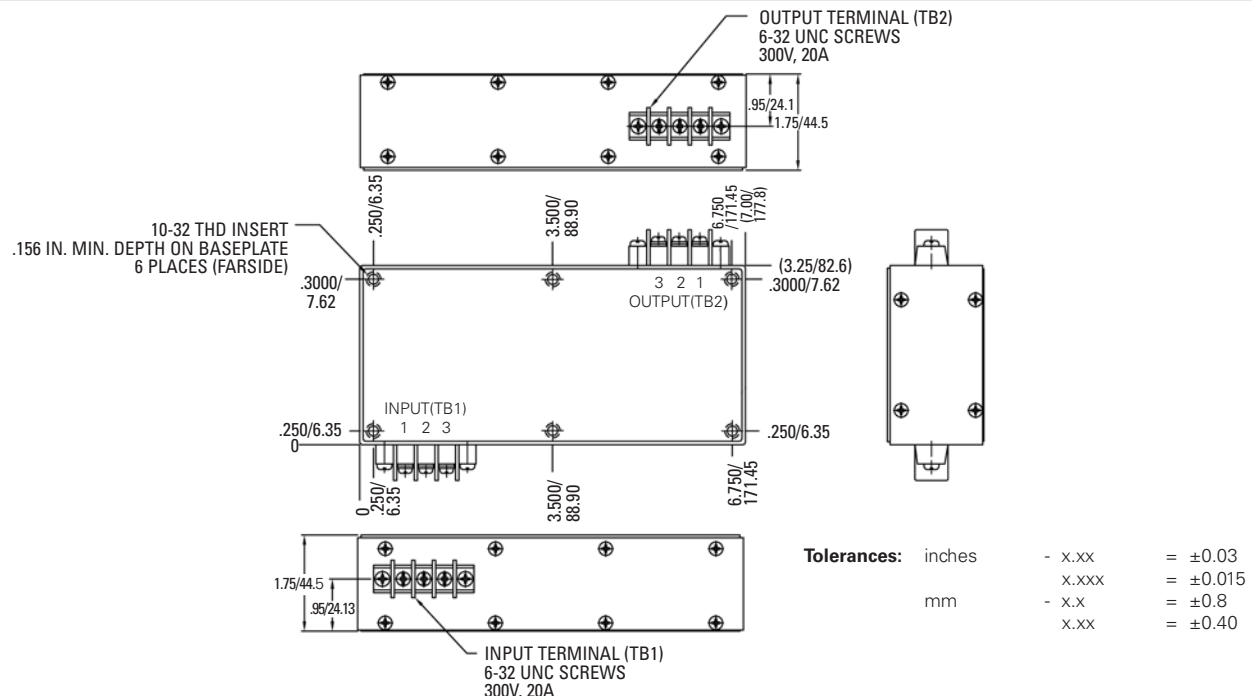 OUTPUT TERMINAL (TB2)
6-32 UNC SCREWS
300V, 20A
.95/24.1
1.75/44.5
.250/6.35
3.500/
88.90
6.750
/171.45
(7.00/
177.8)
10-32 THD INSERT
.156 IN. MIN. DEPTH ON BASEPLATE
6 PLACES (FARSIDE)
(3.25/82.6)
.3000/
7.62
.3000/7.62
3 2 1
OUTPUT(TB2)
INPUT(TB1)
1 2 3
.250/6.35
0
.250/6.35
0
.250/
6.35
3.500/
88.90
6.750/
171.45
1.75/44.5
.95/24.13
INPUT TERMINAL (TB1)
6-32 UNC SCREWS
300V, 20A
Tolerances: inches - x.xx = ±0.03
x.xxx = ±0.015
mm - x.x = ±0.8
x.xx = ±0.40